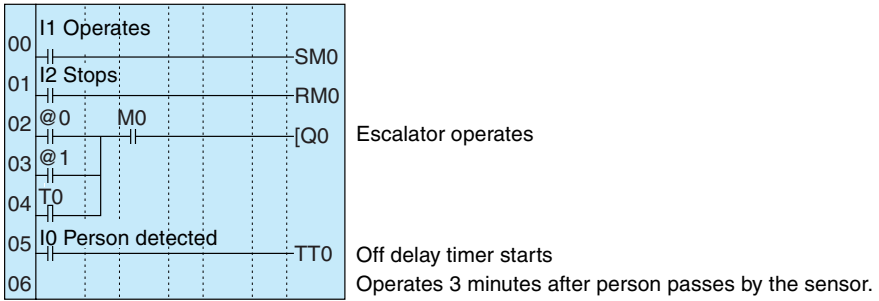 I1 Operates
00 SM0
I2 Stops
01 RM0
@0 M0
02 [Q0 Escalator operates
@1
03
T0
04
I0 Person detected
05 TT0 Off delay timer starts
06 Operates 3 minutes after person passes by the sensor.